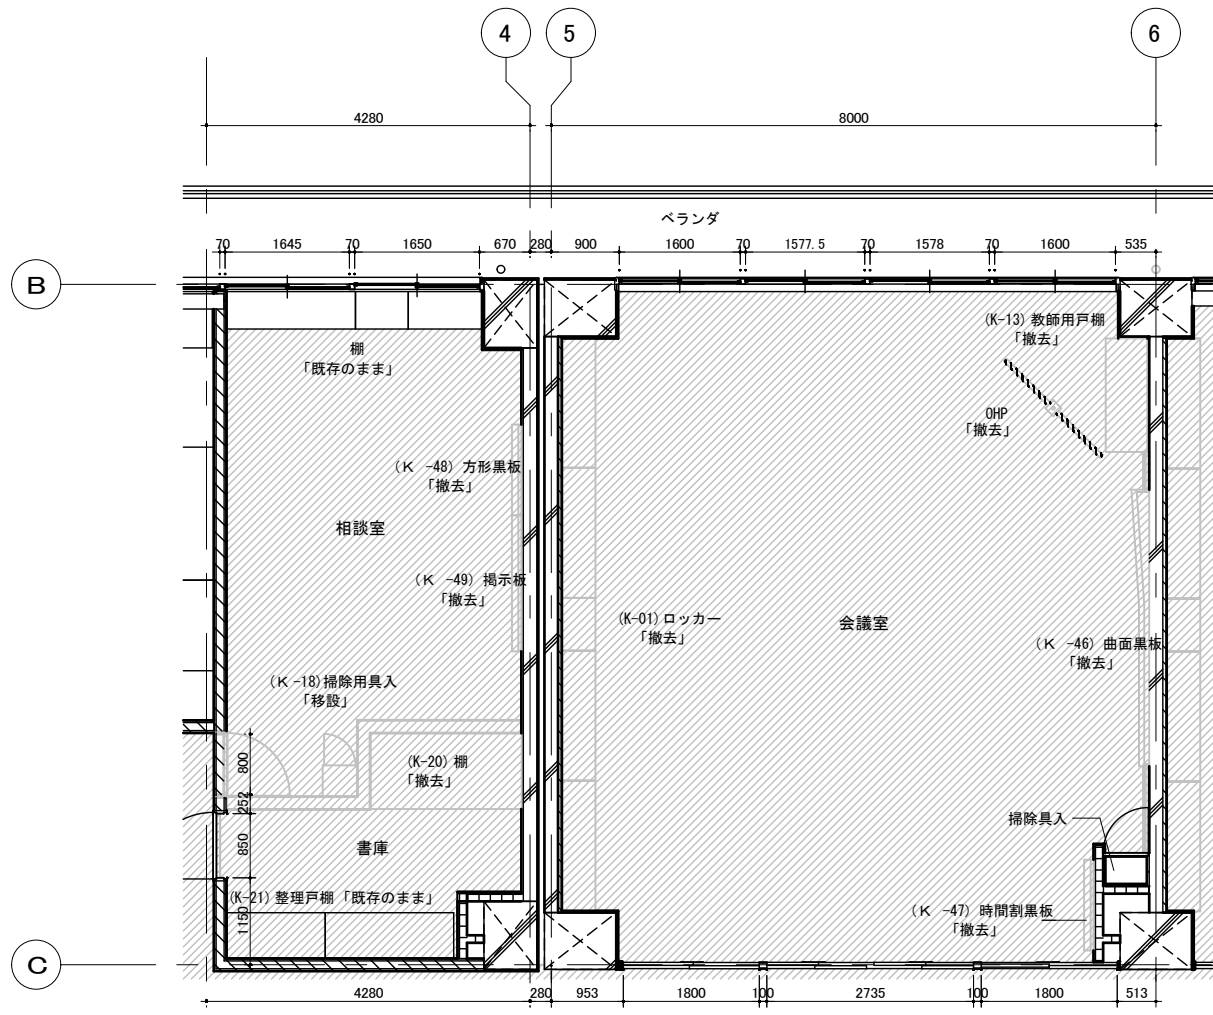 4 5 6
4280 8000
ベランダ
70 1645 70 1650 670 280 900 1600 70 1577.5 70 1578 70 1600 535
B
(K-13) 教師用戸棚
「撤去」
棚
「既存のまま」
OHP
「撤去」
(K -48) 方形黒板
「撤去」
相談室
(K -49) 掲示板
「撤去」
(K-01) ロッカー
「撤去」
会議室
(K -46) 曲面黒板
「撤去」
(K-18) 掃除用具入
「移設」
800
(K-20) 棚
「撤去」
252
掃除具入
850
書庫
(K-21) 整理戸棚 「既存のまま」
1150
(K -47) 時間割黒板
「撤去」
C
4280 280 953 1800 100 2735 100 1800 513